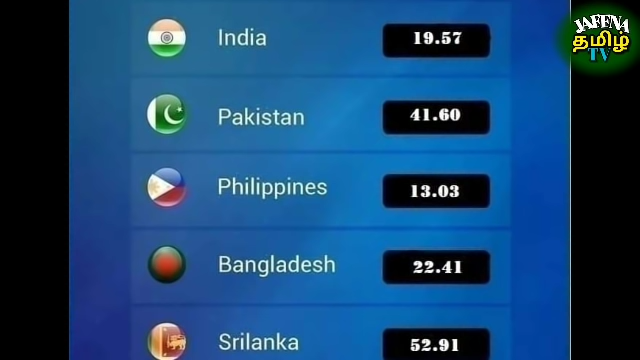 JAFFNA
தமிழ்
TV
India 19.57
Pakistan 41.60
Philippines 13.03
Bangladesh 22.41
Srilanka 52.91